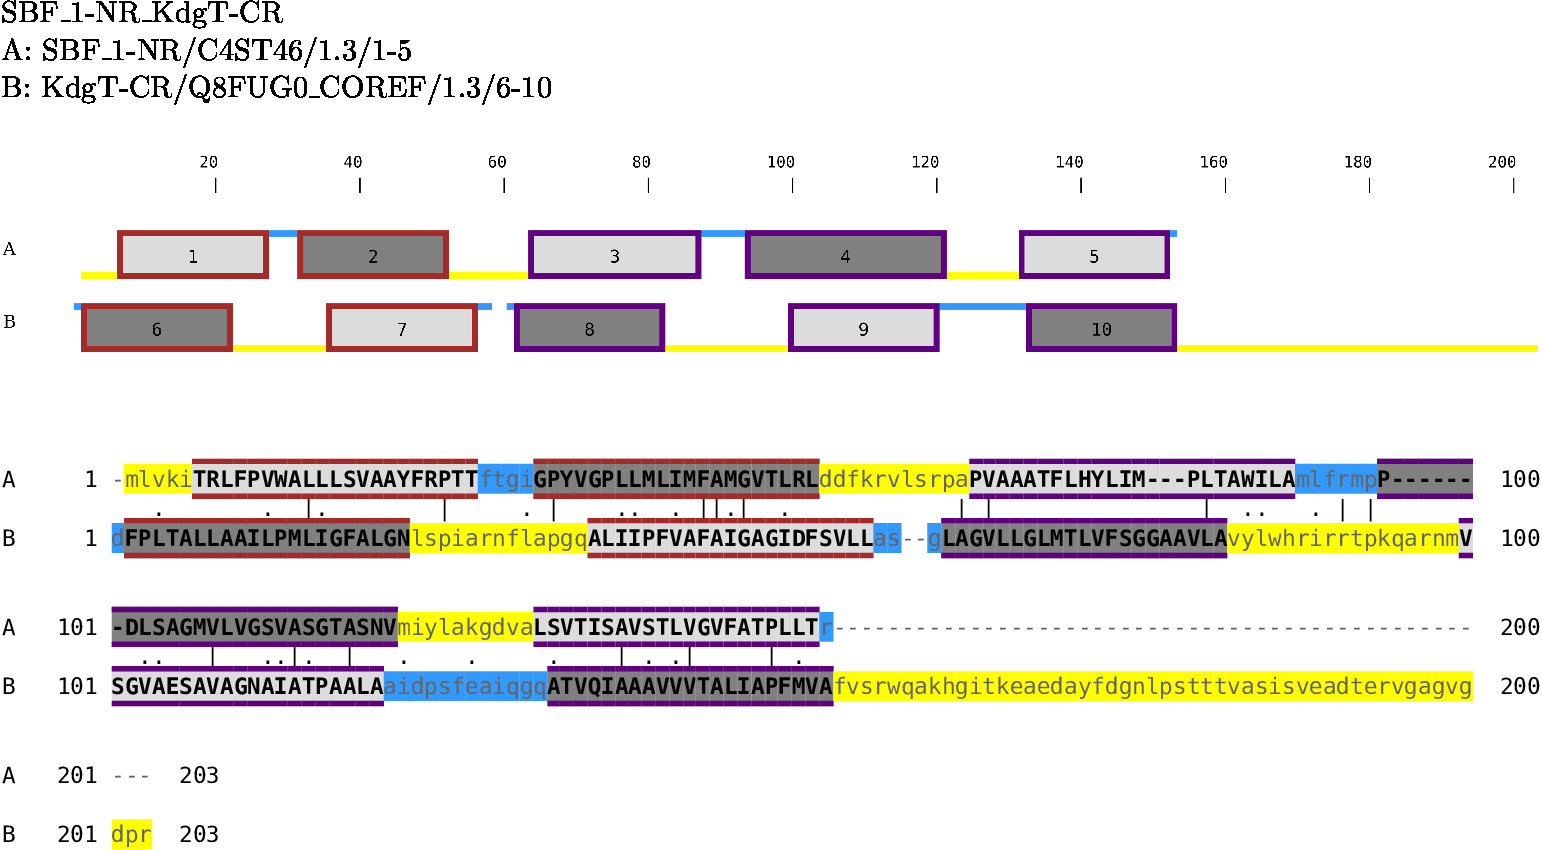 SBF_1-NR_KdgT-CR
A: SBF_1-NR/C4ST46/1.3/1-5
B: KdgT-CR/Q8FUG0_COREF/1.3/6-10
20 40 60 80 100 120 140 160 180 200
A 1 2 3 4 5
B 6 7 8 9 10
A 1 -mlvkiTRLFPVWALLLSVAAYFRPTTftgiGPYVGPLLMLIMFAMGVTLRLddfkrvlsrpaPVAAATFLHYLIM---PLTAWILAmlfrmpP------ 100
B 1 dFPLTALLAAILPMLIGFALGNlspiarnflapgqALIIPFVAFAIGAGIDFSVLLas--gLAGVLLGLMTLVFSGGAAVLAvylwhrirrtpkqarnmV 100
A 101 -DLSAGMVLVGSVASGTASNVmiylakgdvaLSVTISAVSTLVGVFATPLLTr----------------------------------------------- 200
B 101 SGVAESAVAGNAIATPAALAaidpsfeaiqgqATVQIAAAVVVTALIAPFMVAfvsrwqakhgitkeaedayfdgnlpstttvasisveadtervgagvg 200
A 201 --- 203
B 201 dpr 203